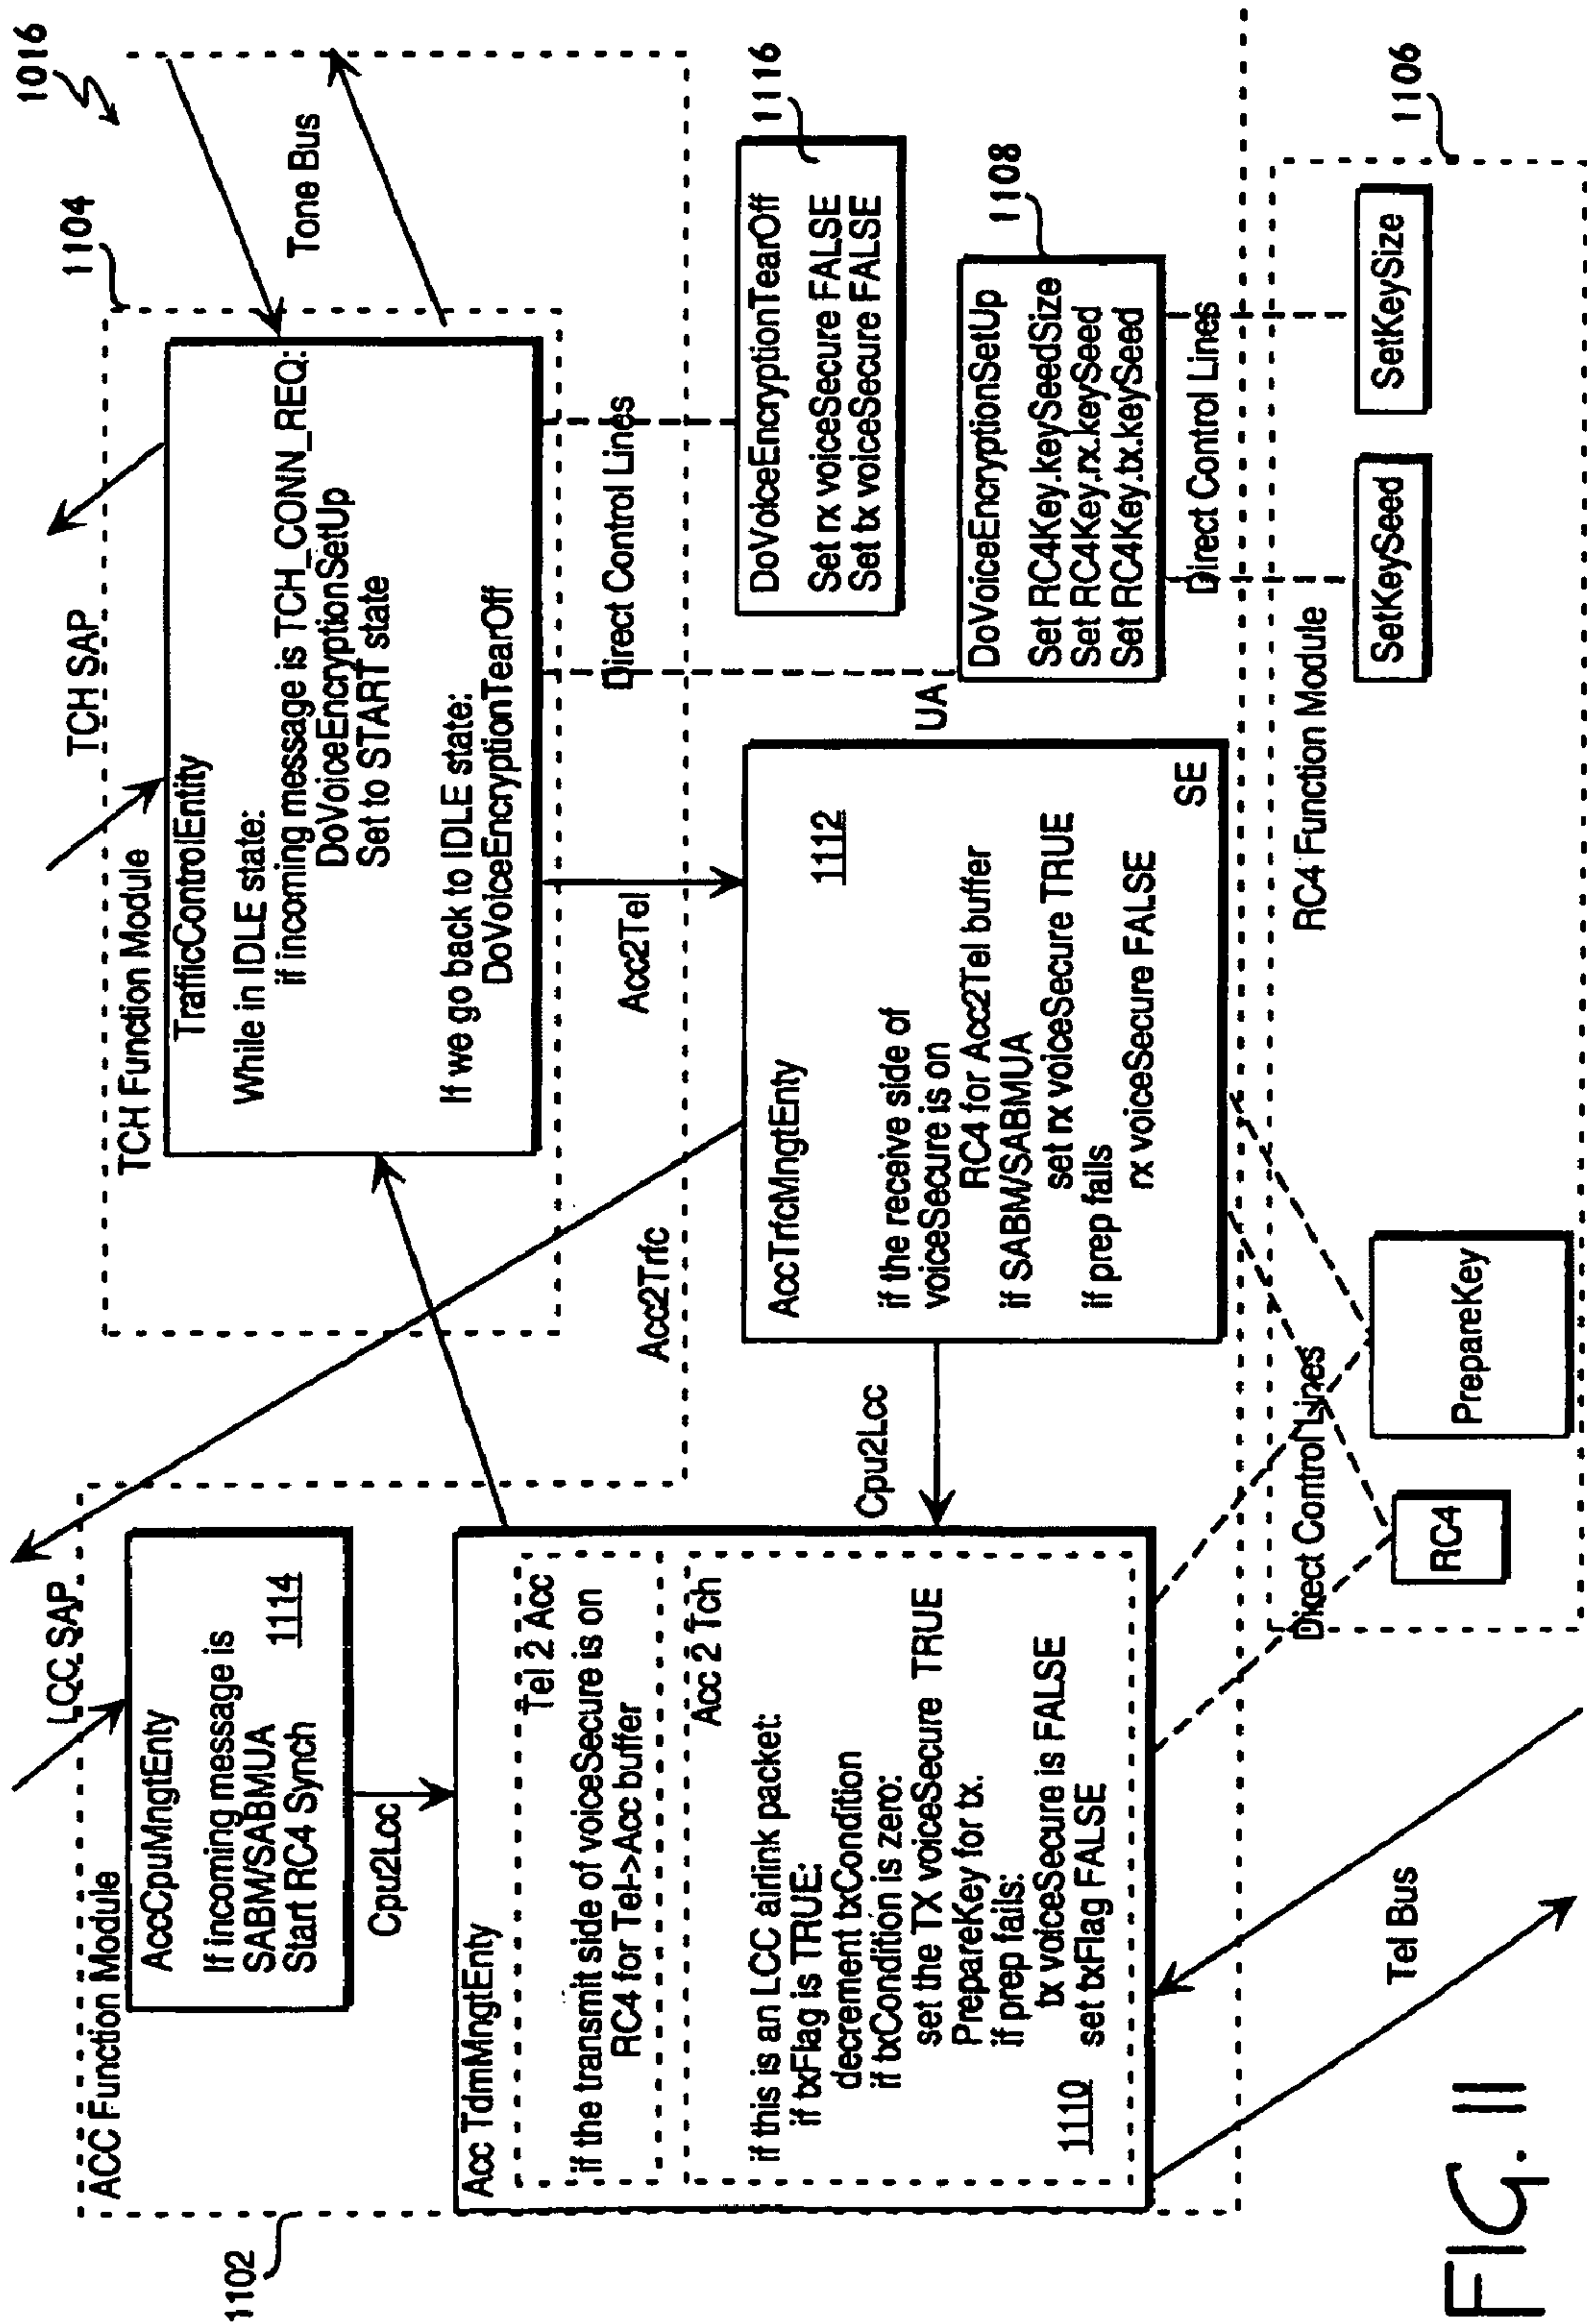 1016
1104
TCH SAP
TCH Function Module
TrafficControlEntity
While in IDLE state:
if incoming message is TCH_CONN_REQ:
DoVoiceEncryptionSetUp
Set to START state
If we go back to IDLE state:
DoVoiceEncryptionTearOff
Tone Bus
LCC SAP
ACC Function Module
AccCpuMngtEnty
If incoming message is
SABM/SABMUA
Start RC4 Synch
1114
Cpu2Lcc
Acc2Trfc
Acc2Tel
Direct Control Lines
1116
DoVoiceEncryptionTearOff
Set rx voiceSecure FALSE
Set tx voiceSecure FALSE
1102
Acc TdmMngtEnty
Tel 2 Acc
if the transmit side of voiceSecure is on
RC4 for Tel->Acc buffer
Acc 2 Tch
if this is an LCC airlink packet:
if txFlag is TRUE:
decrement txCondition
if txCondition is zero:
set the TX voiceSecure TRUE
PrepareKey for tx.
if prep fails:
tx voiceSecure is FALSE
set txFlag FALSE
1110
Cpu2Lcc
AccTrfcMngtEnty
1112
if the receive side of
voiceSecure is on
RC4 for Acc2Tel buffer
if SABM/SABMUA
set rx voiceSecure TRUE
if prep fails
rx voiceSecure FALSE
SE
UA
1108
DoVoiceEncryptionSetUp
Set RC4Key.keySeedSize
Set RC4Key.rx.keySeed
Set RC4Key.tx.keySeed
Direct Control Lines
Direct Control Lines
RC4 Function Module
1106
RC4
PrepareKey
SetKeySeed
SetKeySize
Tel Bus
FIG. 11